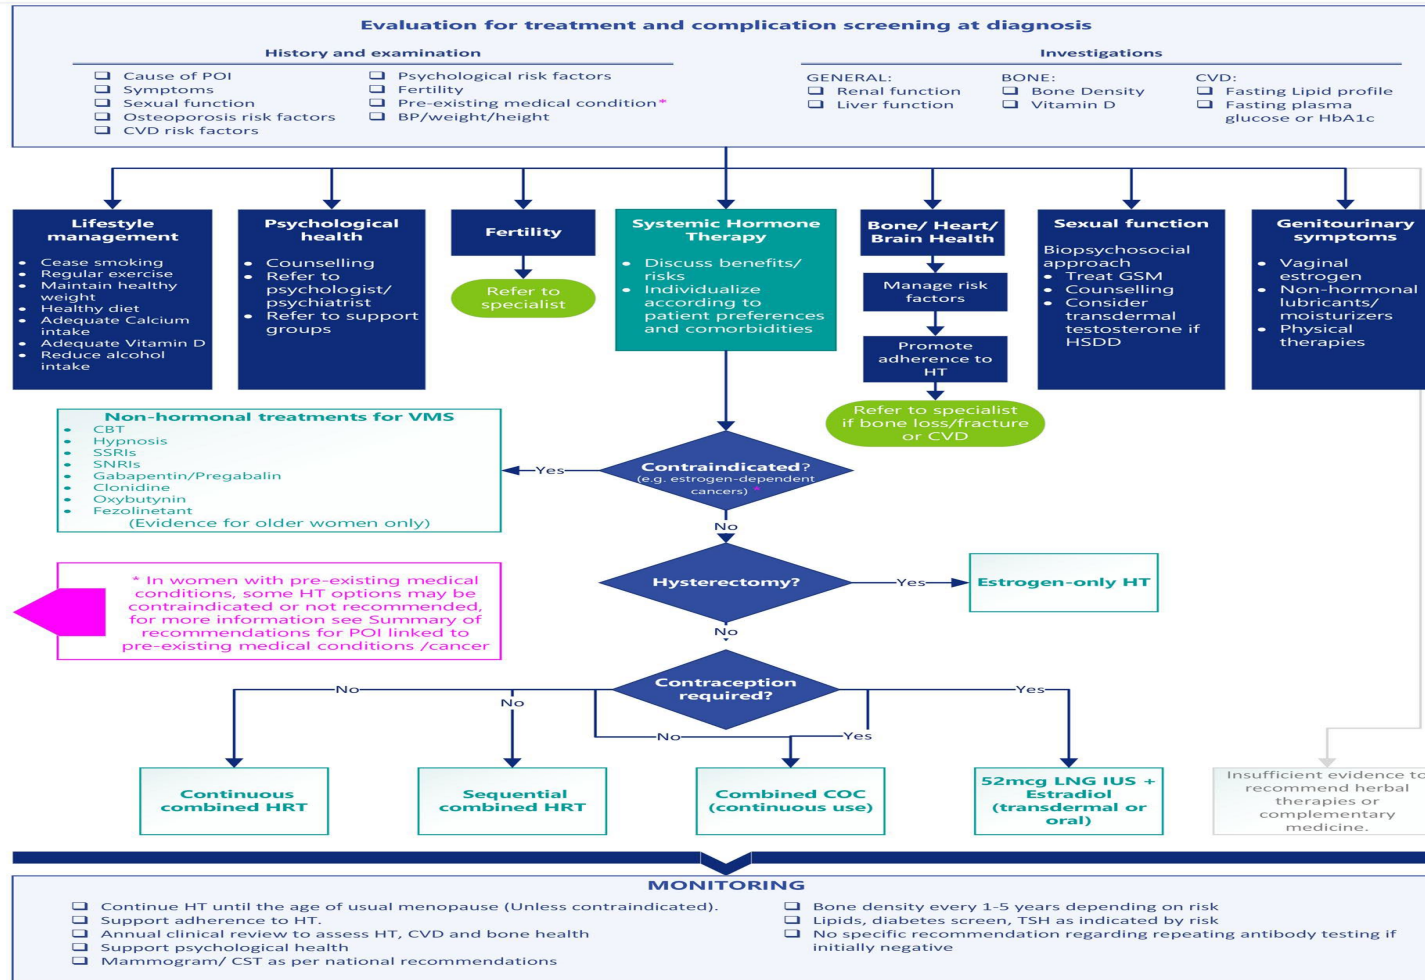 Evaluation for treatment and complication screening at diagnosis
History and examination
❑ Cause of POI
❑ Symptoms
❑ Sexual function
❑ Osteoporosis risk factors
❑ CVD risk factors
❑ Psychological risk factors
❑ Fertility
❑ Pre-existing medical condition*
❑ BP/weight/height
Investigations
GENERAL:
❑ Renal function
❑ Liver function
BONE:
❑ Bone Density
❑ Vitamin D
CVD:
❑ Fasting Lipid profile
❑ Fasting plasma
glucose or HbA1c
Lifestyle
management
• Cease smoking
• Regular exercise
• Maintain healthy
weight
• Healthy diet
• Adequate Calcium
intake
• Adequate Vitamin D
• Reduce alcohol
intake
Psychological
health
• Counselling
• Refer to
psychologist/
psychiatrist
• Refer to support
groups
Fertility
Refer to
specialist
Systemic Hormone
Therapy
• Discuss benefits/
risks
• Individualize
according to
patient preferences
and comorbidities
Bone/ Heart/
Brain Health
Manage risk
factors
Promote
adherence to
HT
Refer to specialist
if bone loss/fracture
or CVD
Sexual function
Biopsychosocial
approach
• Treat GSM
• Counselling
• Consider
transdermal
testosterone if
HSDD
Genitourinary
symptoms
• Vaginal
estrogen
• Non-hormonal
lubricants/
moisturizers
• Physical
therapies
Non-hormonal treatments for VMS
• CBT
• Hypnosis
• SSRIs
• SNRIs
• Gabapentin/Pregabalin
• Clonidine
• Oxybutynin
• Fezolinetant
(Evidence for older women only)
Yes
Contraindicated?
(e.g. estrogen-dependent
cancers) *
No
* In women with pre-existing medical
conditions, some HT options may be
contraindicated or not recommended,
for more information see Summary of
recommendations for POI linked to
pre-existing medical conditions /cancer
Hysterectomy?
Yes
Estrogen-only HT
No
Contraception
required?
No
No
No
Yes
Yes
Continuous
combined HRT
Sequential
combined HRT
Combined COC
(continuous use)
52mcg LNG IUS +
Estradiol
(transdermal or
oral)
Insufficient evidence to
recommend herbal
therapies or
complementary
medicine.
MONITORING
❑ Continue HT until the age of usual menopause (Unless contraindicated).
❑ Support adherence to HT.
❑ Annual clinical review to assess HT, CVD and bone health
❑ Support psychological health
❑ Mammogram/ CST as per national recommendations
❑ Bone density every 1-5 years depending on risk
❑ Lipids, diabetes screen, TSH as indicated by risk
❑ No specific recommendation regarding repeating antibody testing if
initially negative